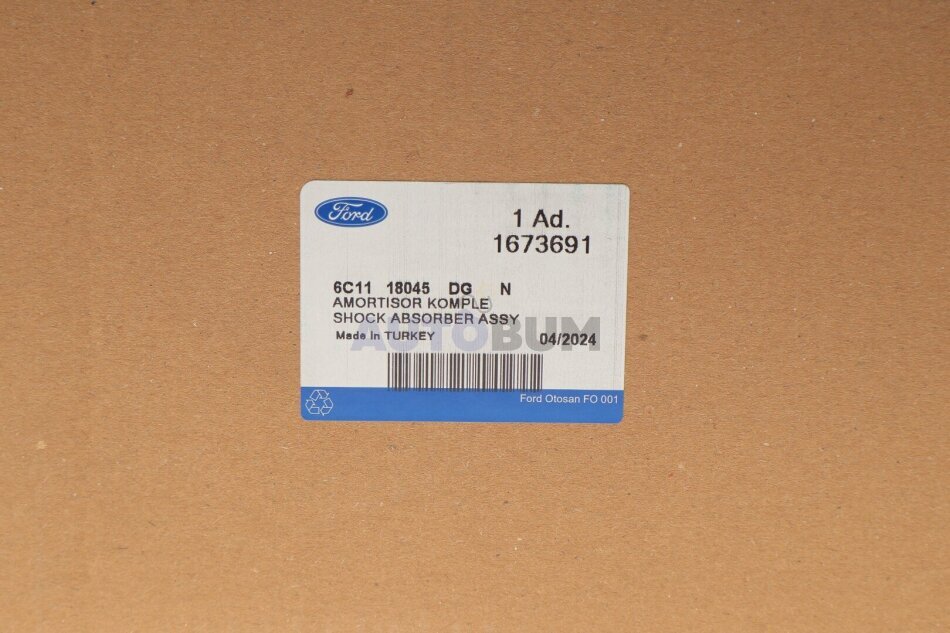 Ford
1 Ad.
1673691
6C11 18045 DG N
AMORTISOR KOMPLE
SHOCK ABSORBER ASSY
AUTOBUM
Made In TURKEY
04/2024
Ford Otosan FO 001